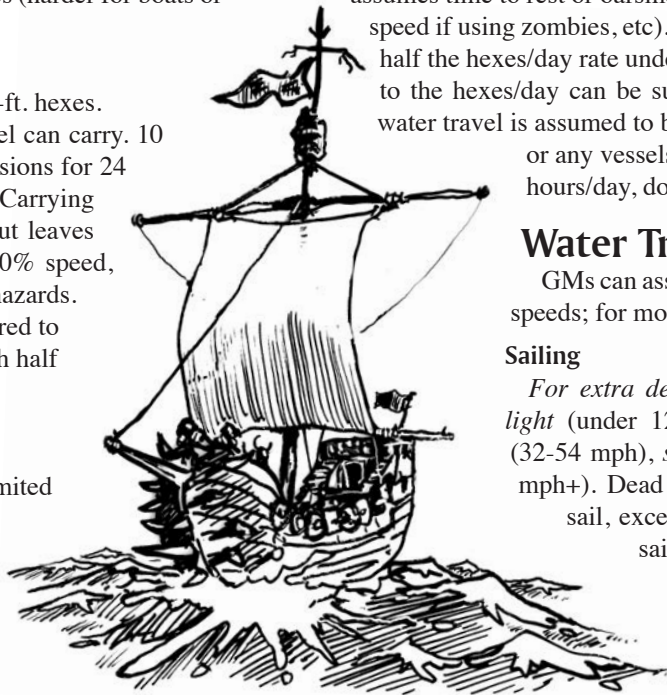 es (harder for boats or
-ft. hexes.
el can carry. 10
sions for 24
Carrying
ut leaves
0% speed,
hazards.
red to
h half
mited
assumes time to rest or oarsm
speed if using zombies, etc).
half the hexes/day rate unde
to the hexes/day can be su
water travel is assumed to b
or any vessels
hours/day, do
Water Tr
GMs can ass
speeds; for mo
Sailing
For extra de
light (under 12
(32-54 mph), s
mph+). Dead
sail, exce
sai